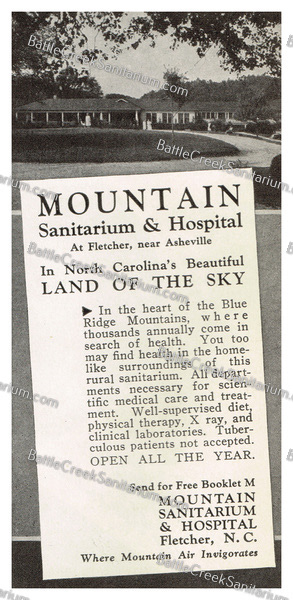 MOUNTAIN
Sanitarium & Hospital
At Fletcher, near Asheville
In North Carolina's Beautiful
LAND OF THE SKY
▶ In the heart of the Blue
Ridge Mountains, where
thousands annually come in
search of health. You too
may find health in the home-
like surroundings of this
rural sanitarium. All depart-
ments necessary for scien-
tific medical care and treat-
ment. Well-supervised diet,
physical therapy, X ray, and
clinical laboratories. Tuber-
culous patients not accepted.
OPEN ALL THE YEAR.
Send for Free Booklet M
MOUNTAIN
SANITARIUM
& HOSPITAL
Fletcher, N. C.
Where Mountain Air Invigorates
BattleCreekSanitarium.com